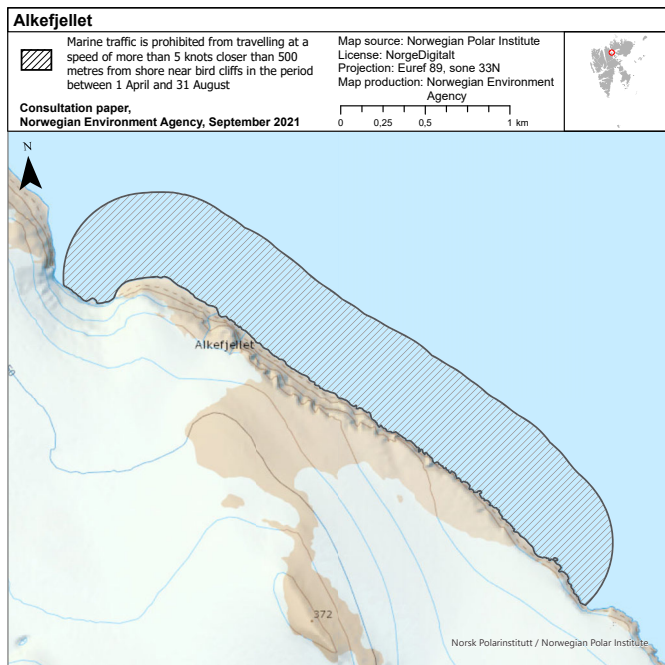 Alkefjellet
Marine traffic is prohibited from travelling at a
speed of more than 5 knots closer than 500
metres from shore near bird cliffs in the period
between 1 April and 31 August
Consultation paper,
Norwegian Environment Agency, September 2021
Map source: Norwegian Polar Institute
License: NorgeDigitalt
Projection: Euref 89, sone 33N
Map production: Norwegian Environment
Agency
0 0,25 0,5 1 km
N
Alkefjellet
372
Norsk Polarinstitutt / Norwegian Polar Institute